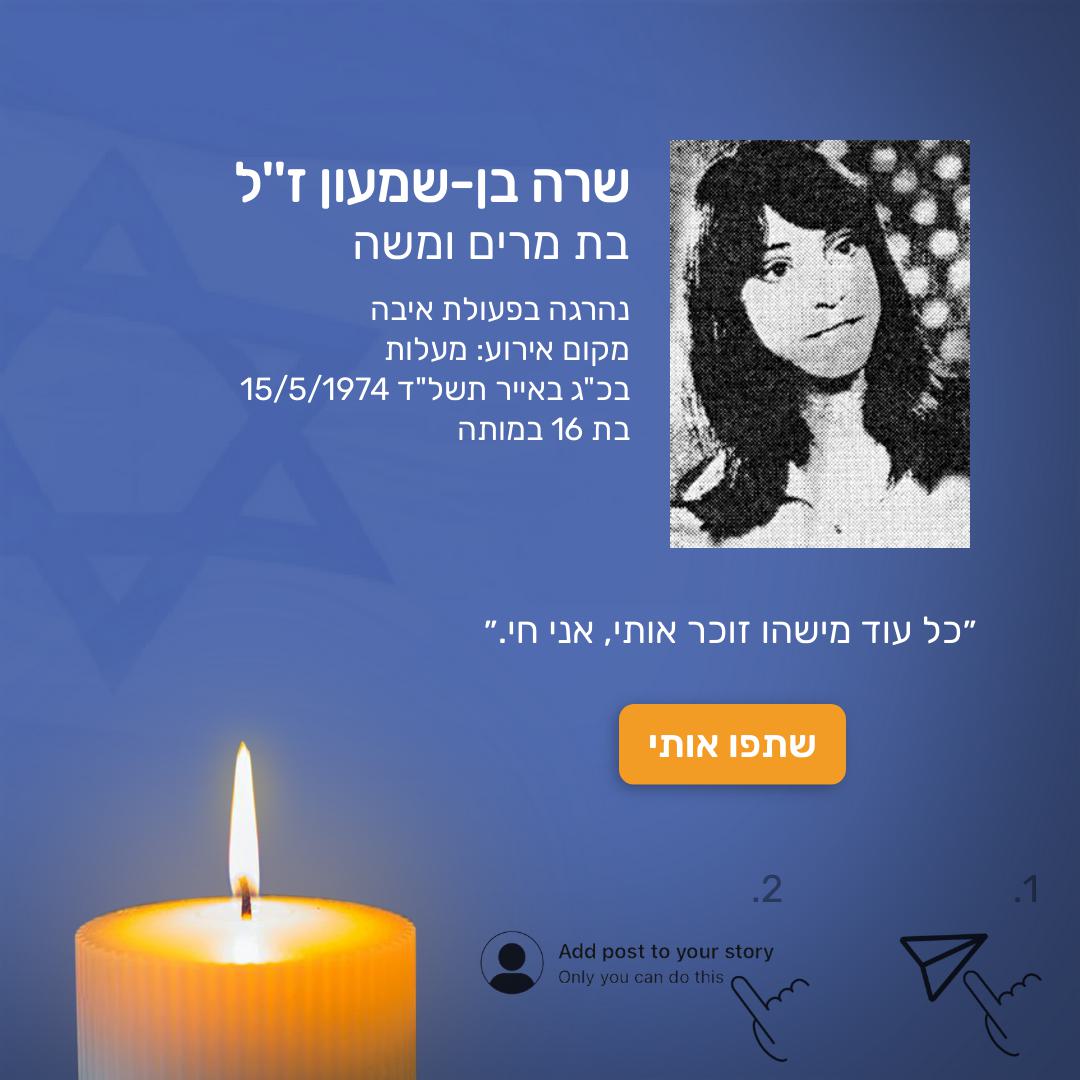 שרה בן-שמעון ז"ל
בת מרים ומשה
נהרגה בפעולת איבה
מקום אירוע: מעלות
בכ"ג באייר תשל"ד 15/5/1974
בת 16 במותה
״כל עוד מישהו זוכר אותי, אני חי.״
שתפו אותי
1.
2.
Add post to your story
Only you can do this